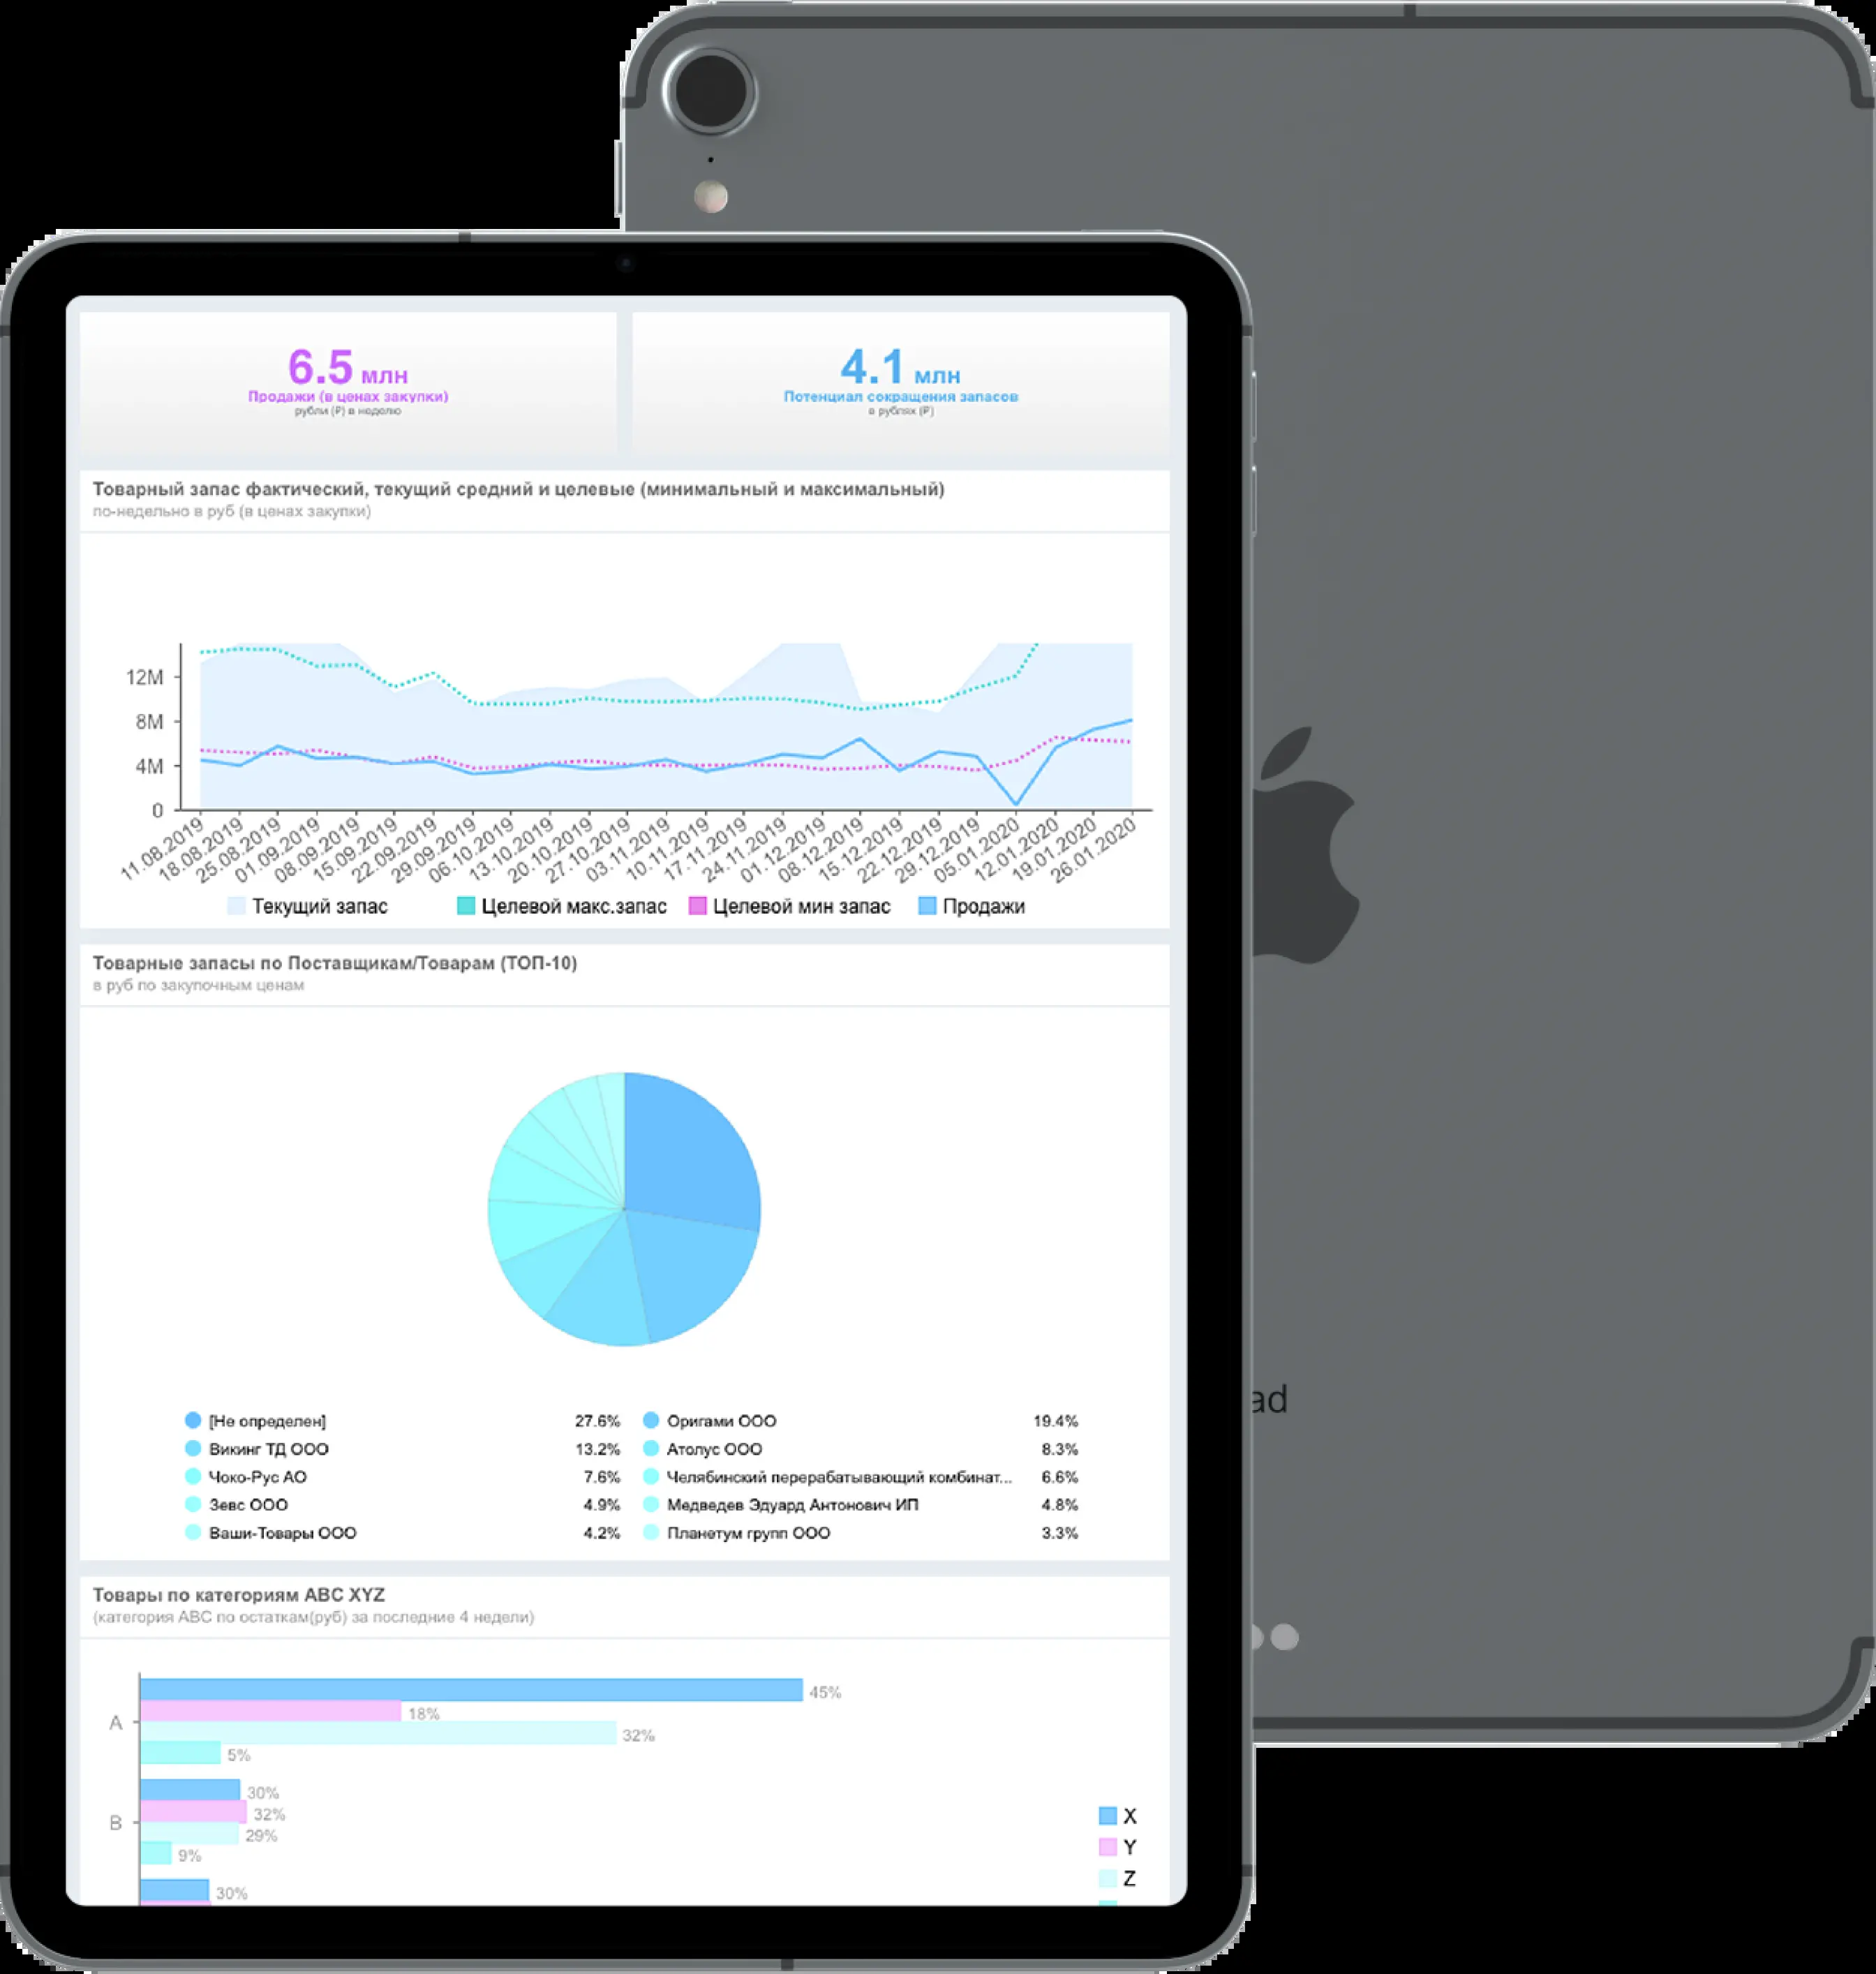 6.5 млн
Продажи (в ценах закупки)
рубли (₽) в неделю
4.1 млн
Потенциал сокращения запасов
в рублях (₽)
Товарный запас фактический, текущий средний и целевые (минимальный и максимальный)
по-недельно в руб (в ценах закупки)
12M
8M
4M
0
11.08.2019 18.08.2019 25.08.2019 01.09.2019 08.09.2019 15.09.2019 22.09.2019 29.09.2019 06.10.2019 13.10.2019 20.10.2019 27.10.2019 03.11.2019 10.11.2019 17.11.2019 24.11.2019 01.12.2019 08.12.2019 15.12.2019 22.12.2019 29.12.2019 05.01.2020 12.01.2020 19.01.2020 26.01.2020
Текущий запас Целевой макс.запас Целевой мин запас Продажи
Товарные запасы по Поставщикам/Товарам (ТОП-10)
в руб по закупочным ценам
[Не определен] 27.6% Оригами ООО 19.4%
Викинг ТД ООО 13.2% Атолус ООО 8.3%
Чоко-Рус АО 7.6% Челябинский перерабатывающий комбинат... 6.6%
Зевс ООО 4.9% Медведев Эдуард Антонович ИП 4.8%
Ваши-Товары ООО 4.2% Планетум групп ООО 3.3%
Товары по категориям ABC XYZ
(категория ABC по остаткам(руб) за последние 4 недели)
45%
18%
A
32%
5%
30%
32%
B
29%
9%
30%
X
Y
Z
ad